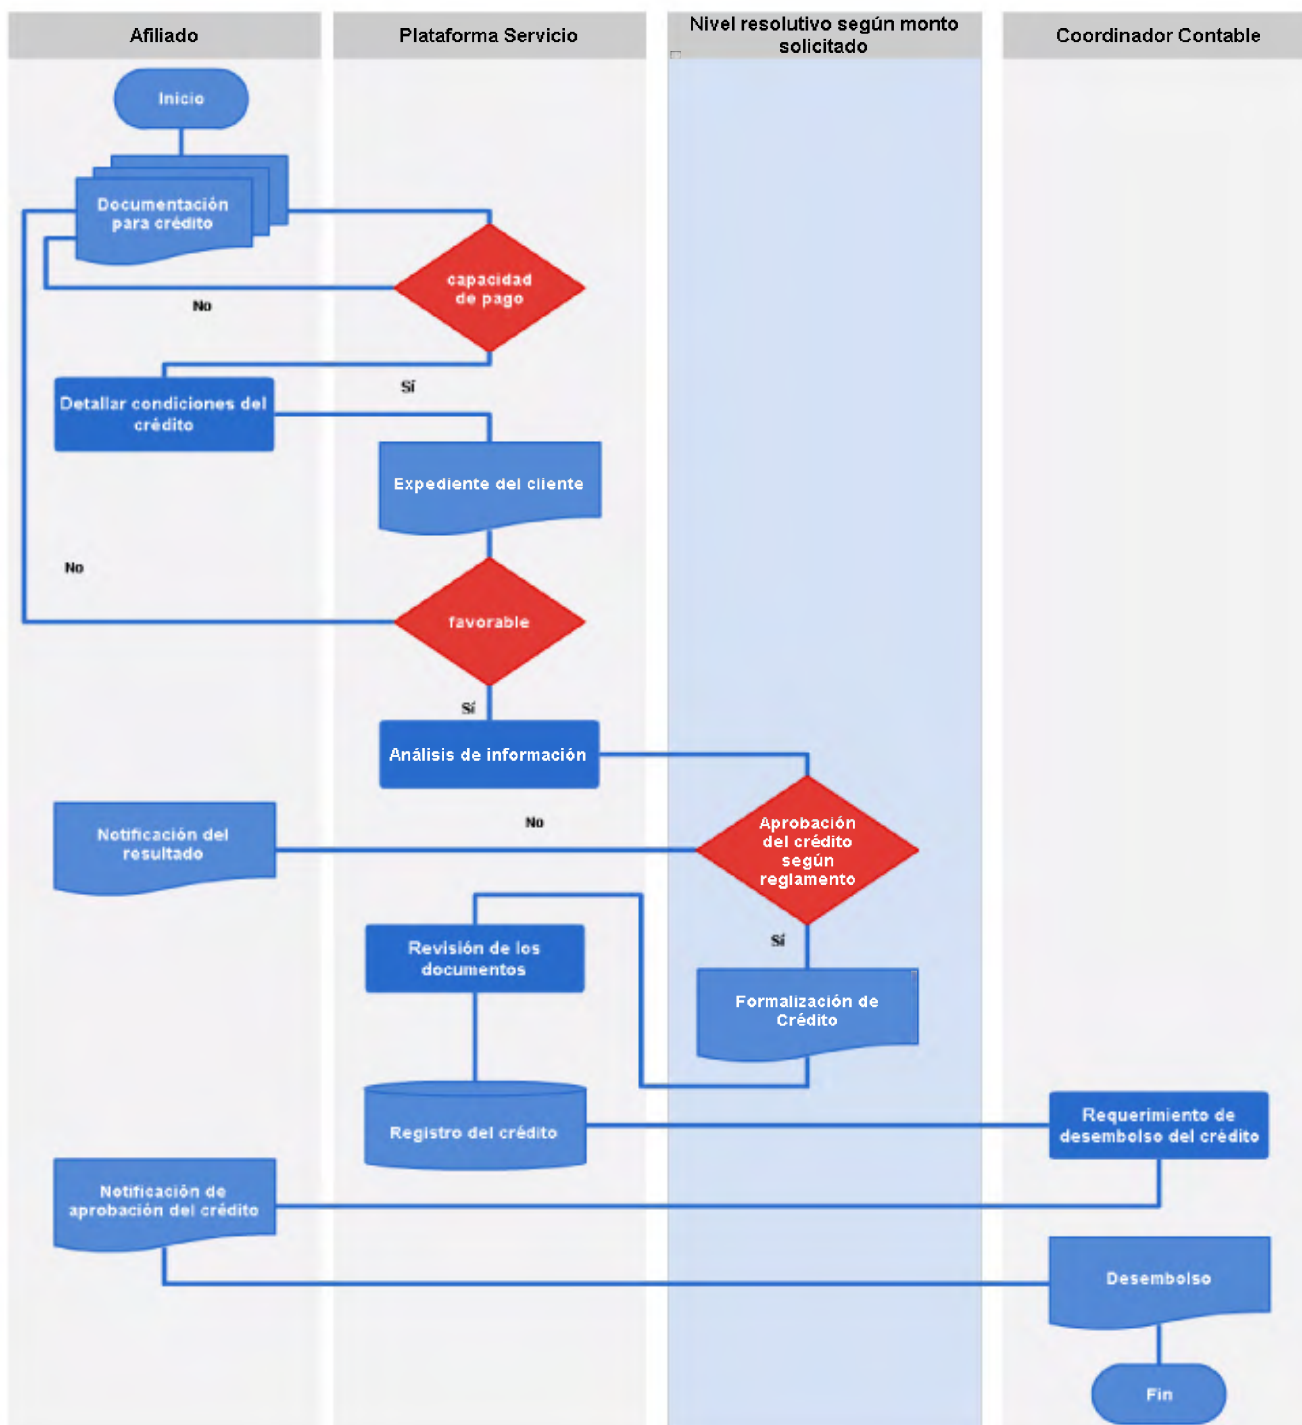 Afiliado
Plataforma Servicio
Nivel resolutivo según monto
solicitado
Coordinador Contable
Inicio
Documentación
para crédito
capacidad
de pago
No
Sí
Detallar condiciones del
crédito
Expediente del cliente
No
favorable
Sí
Análisis de información
No
Aprobación
del crédito
según
reglamento
Notificación del
resultado
Sí
Revisión de los
documentos
Formalización de
Crédito
Registro del crédito
Requerimiento de
desembolso del crédito
Notificación de
aprobación del crédito
Desembolso
Fin